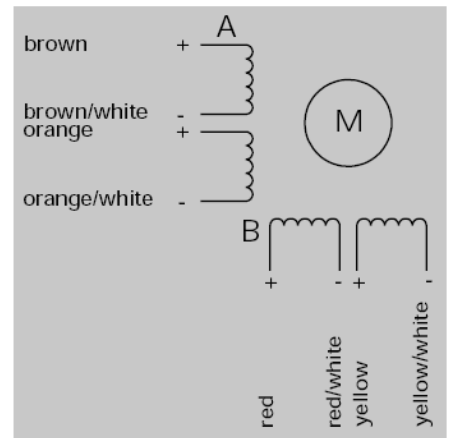 A
brown +
brown/white -
orange +
orange/white -
M
B
+ - + -
red
red/white
yellow
yellow/white